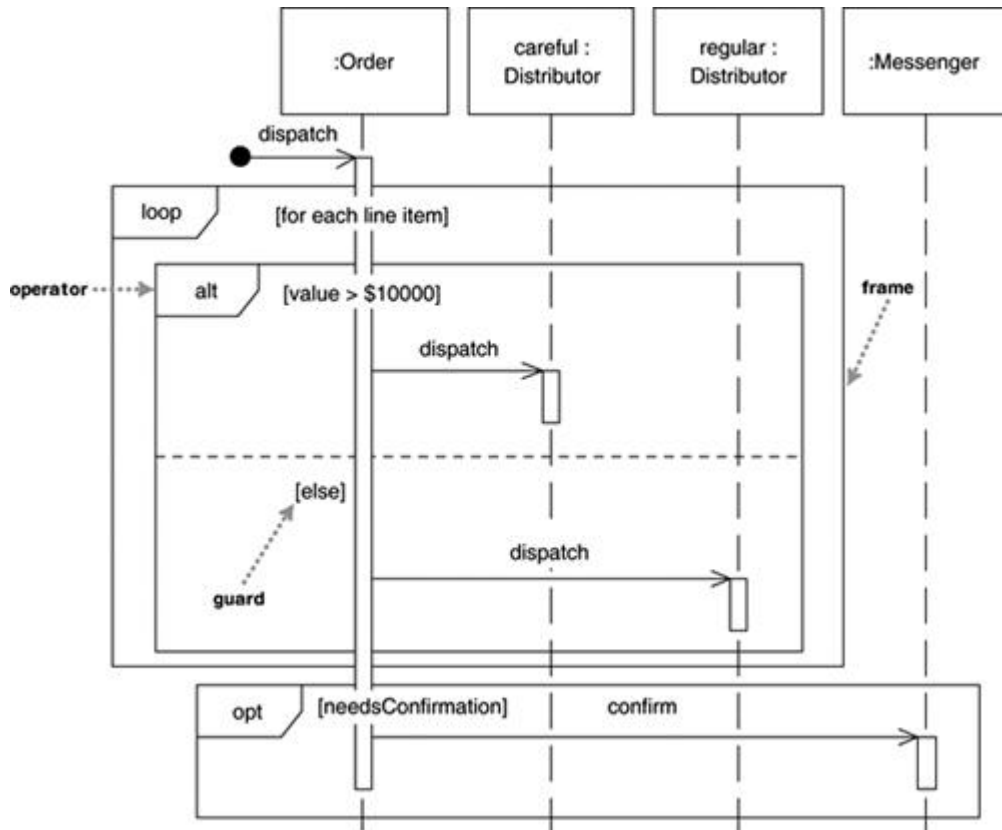 :Order
careful :
Distributor
regular :
Distributor
:Messenger
dispatch
loop
[for each line item]
operator
alt
[value > $10000]
frame
dispatch
[else]
dispatch
guard
opt
[needsConfirmation]
confirm